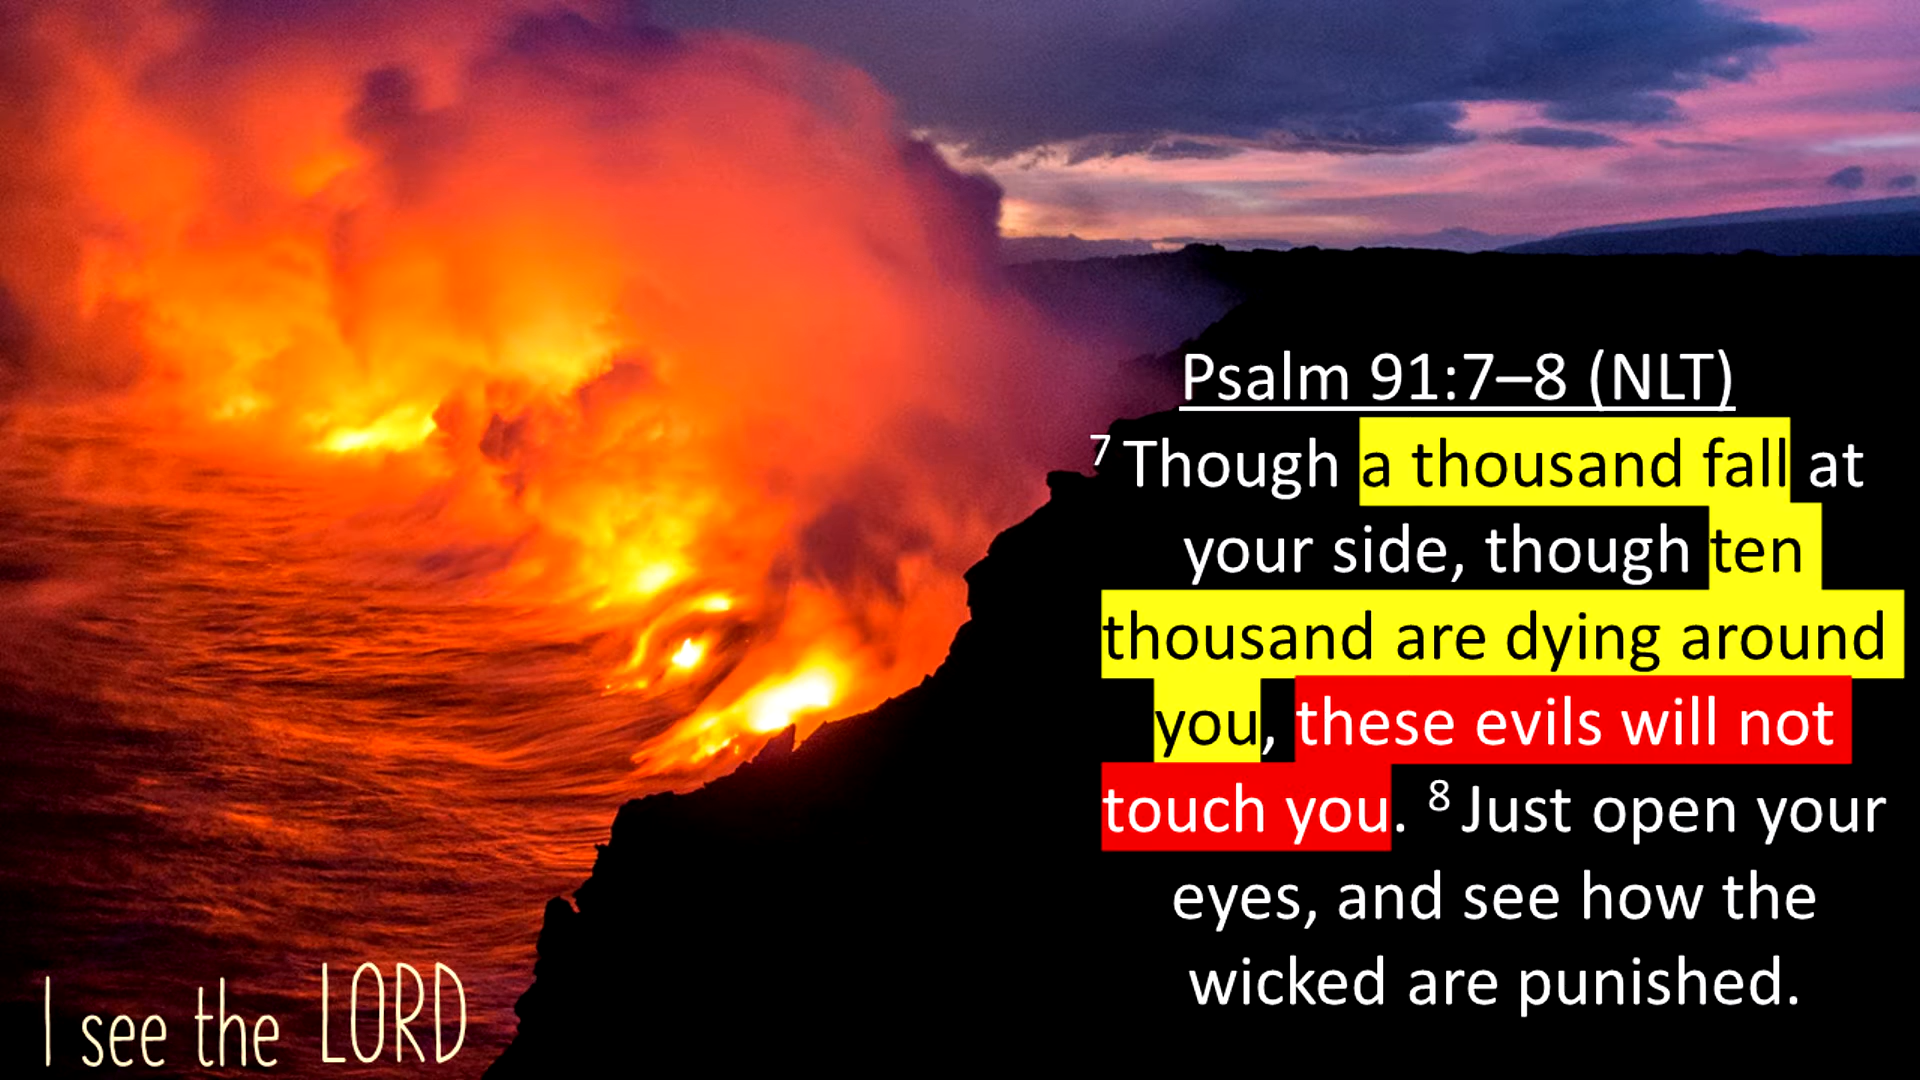 Psalm 91:7–8 (NLT)
⁷ Though a thousand fall at
your side, though ten
thousand are dying around
you, these evils will not
touch you. ⁸ Just open your
eyes, and see how the
wicked are punished.
I see the LORD